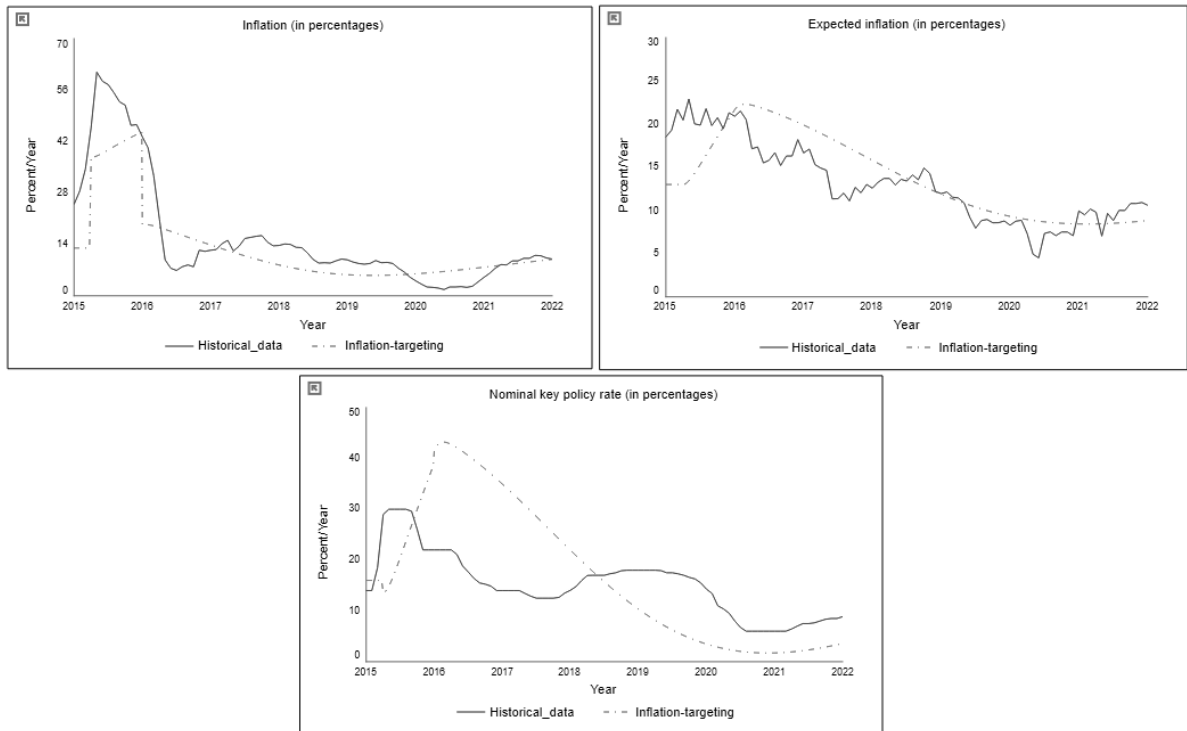 Inflation (in percentages)
Percent/Year
70
56
42
28
14
0
2015 2016 2017 2018 2019 2020 2021 2022
Year
Historical_data Inflation-targeting
Expected inflation (in percentages)
Percent/Year
30
25
20
15
10
5
0
2015 2016 2017 2018 2019 2020 2021 2022
Year
Historical_data Inflation-targeting
Nominal key policy rate (in percentages)
Percent/Year
50
40
30
20
10
0
2015 2016 2017 2018 2019 2020 2021 2022
Year
Historical_data Inflation-targeting